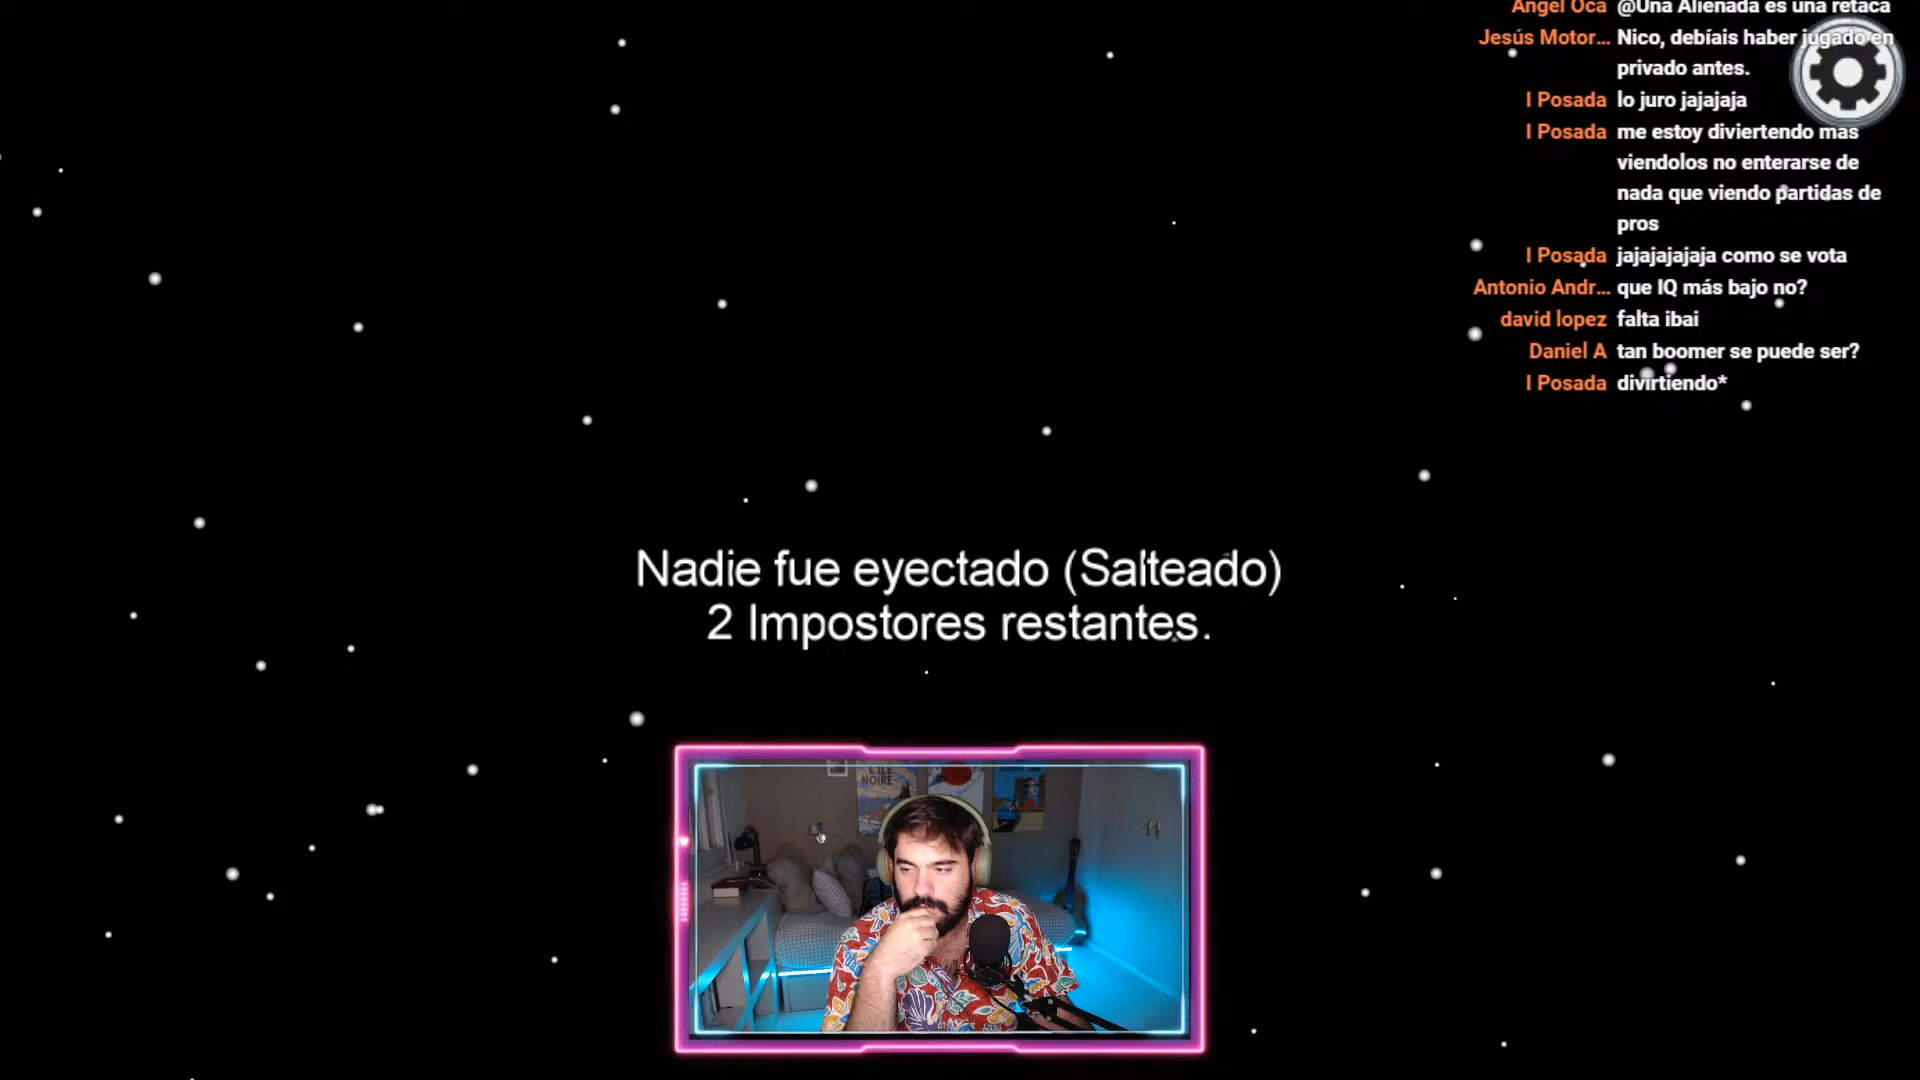 Angel Oca @Una Alienada es una retaca
Jesús Motor... Nico, debíais haber jugado en
privado antes.
I Posada lo juro jajajaja
I Posada me estoy diviertendo mas
viendolos no enterarse de
nada que viendo partidas de
pros
I Posada jajajajajaja como se vota
Antonio Andr... que IQ más bajo no?
david lopez falta ibai
Daniel A tan boomer se puede ser?
I Posada divirtiendo*
Nadie fue eyectado (Salteado)
2 Impostores restantes.
L'ILE
NOIRE